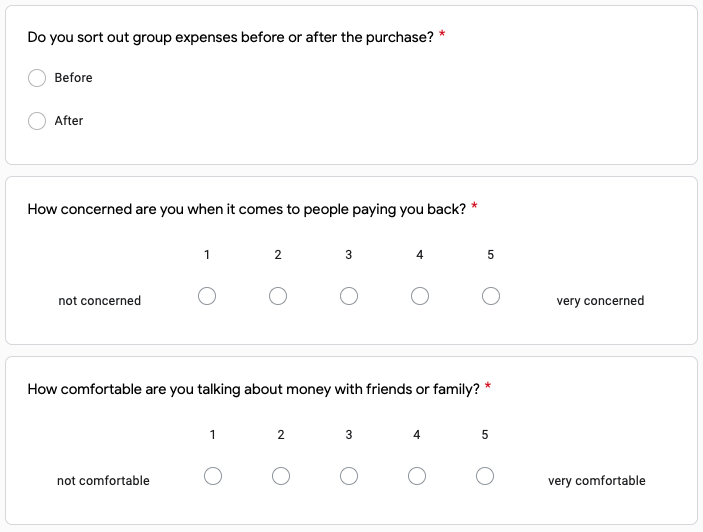 Do you sort out group expenses before or after the purchase? *
Before
After
How concerned are you when it comes to people paying you back? *
1 2 3 4 5
not concerned very concerned
How comfortable are you talking about money with friends or family? *
1 2 3 4 5
not comfortable very comfortable